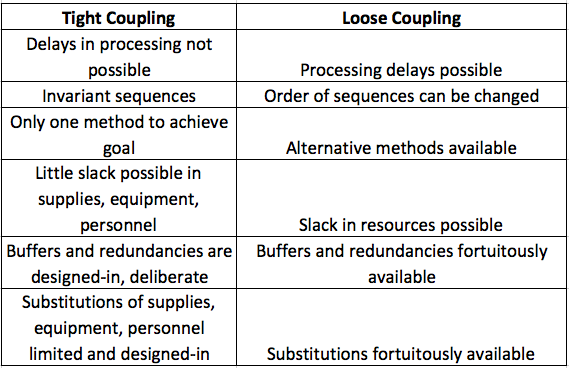 Tight Coupling
Loose Coupling
Delays in processing not
possible
Processing delays possible
Invariant sequences
Order of sequences can be changed
Only one method to achieve
goal
Alternative methods available
Little slack possible in
supplies, equipment,
personnel
Slack in resources possible
Buffers and redundancies are
designed-in, deliberate
Buffers and redundancies fortuitously
available
Substitutions of supplies,
equipment, personnel
limited and designed-in
Substitutions fortuitously available